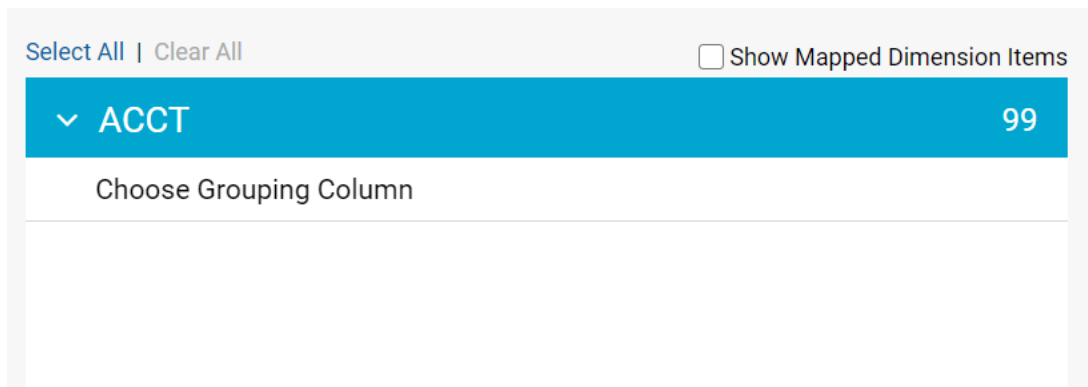 Select All | Clear All
Show Mapped Dimension Items
ACCT 99
Choose Grouping Column